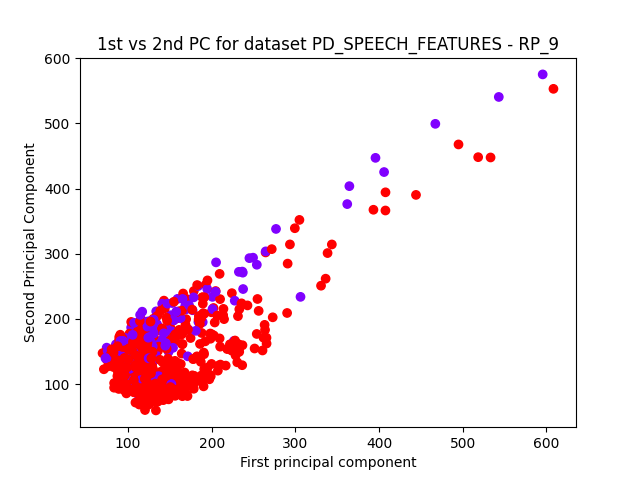 1st vs 2nd PC for dataset PD_SPEECH_FEATURES - RP_9
600
500
400
300
200
100
Second Principal Component
100 200 300 400 500 600
First principal component